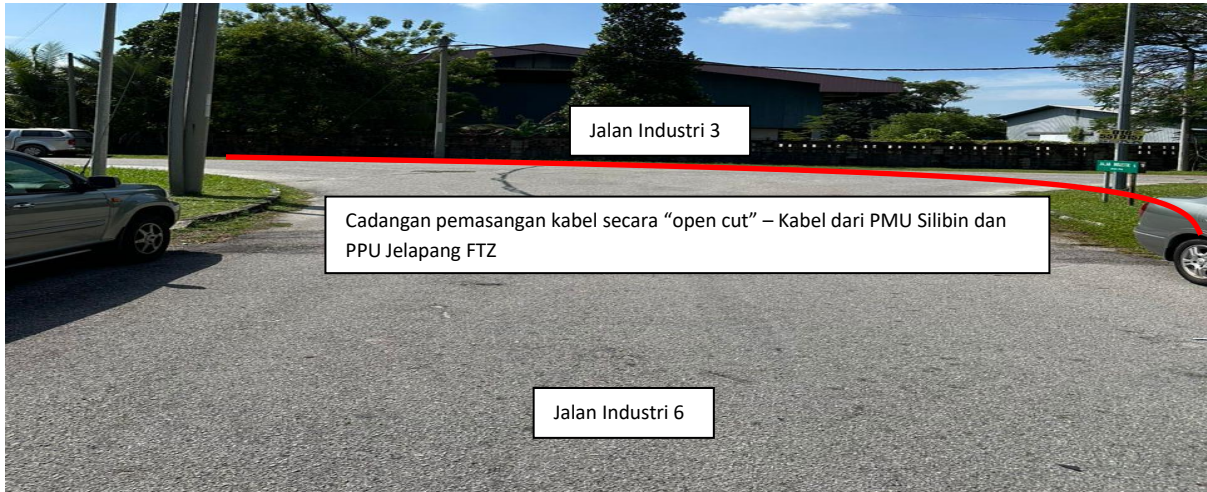 Jalan Industri 3
Cadangan pemasangan kabel secara “open cut” – Kabel dari PMU Silibin dan
PPU Jelapang FTZ
Jalan Industri 6